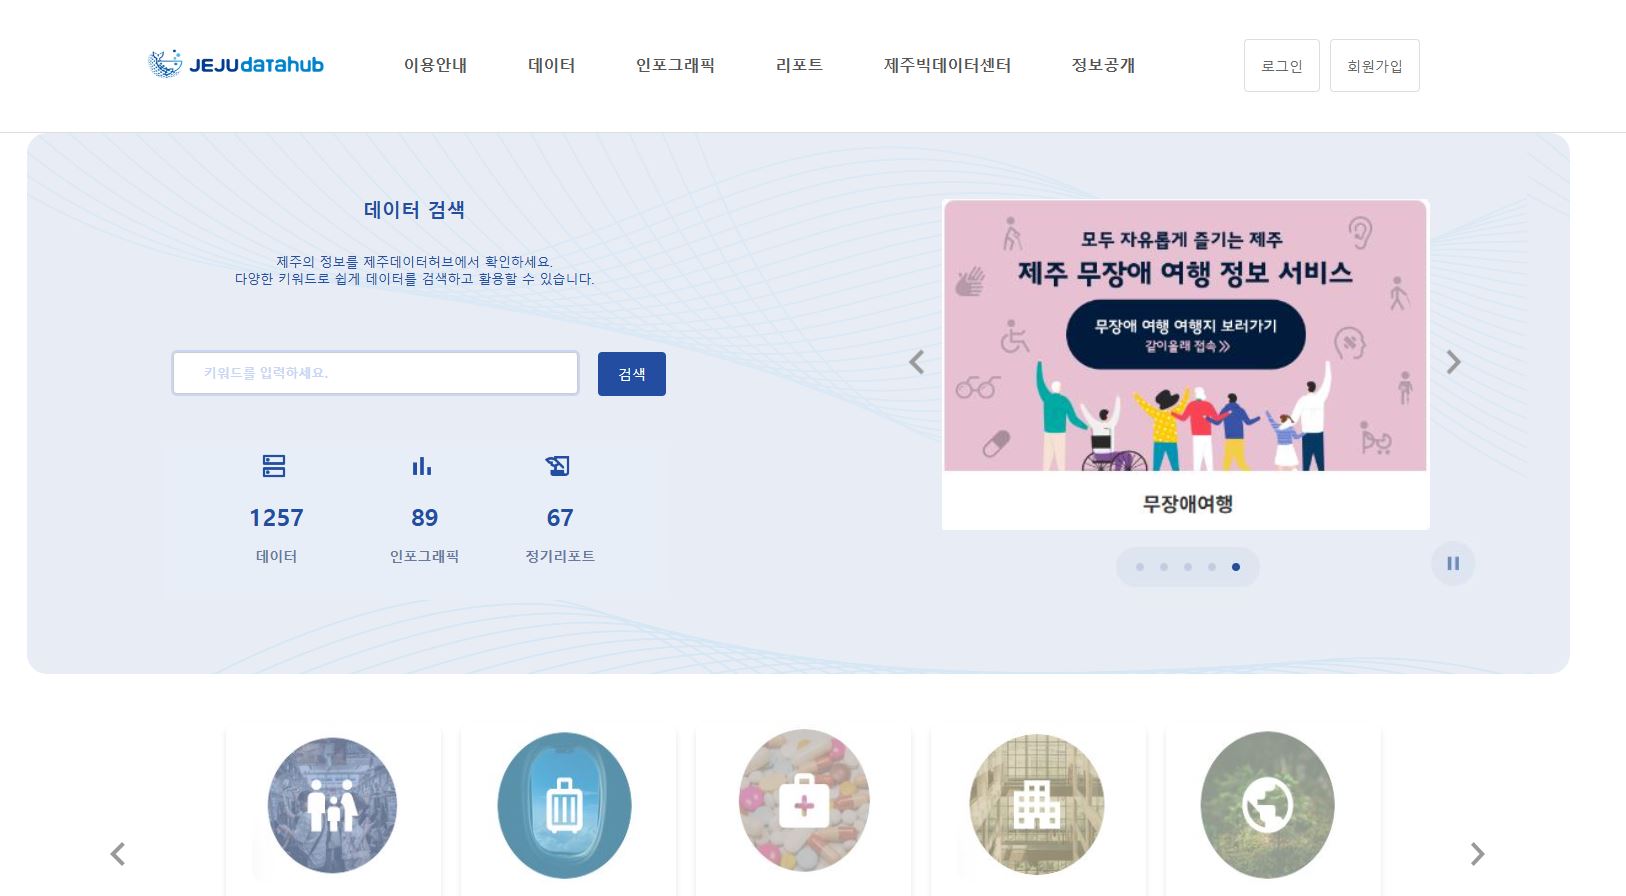 JEJUdatahub
이용안내
데이터
인포그래픽
리포트
제주빅데이터센터
정보공개
로그인
회원가입
데이터 검색
제주의 정보를 제주데이터허브에서 확인하세요.
다양한 키워드로 쉽게 데이터를 검색하고 활용할 수 있습니다.
키워드를 입력하세요.
검색
1257
데이터
89
인포그래픽
67
정기리포트
모두 자유롭게 즐기는 제주
제주 무장애 여행 정보 서비스
무장애 여행 여행지 보러가기
같이올래 접속
무장애여행